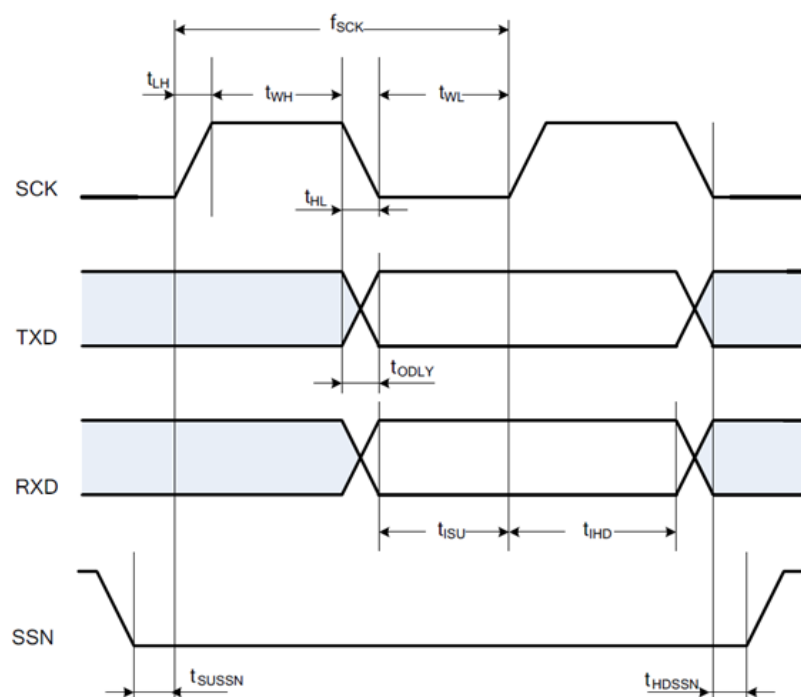 fSCK
tLH
tWH
tWL
SCK
tHL
TXD
tODLY
RXD
tISU
tIHD
SSN
tSUSSN
tHDSSN